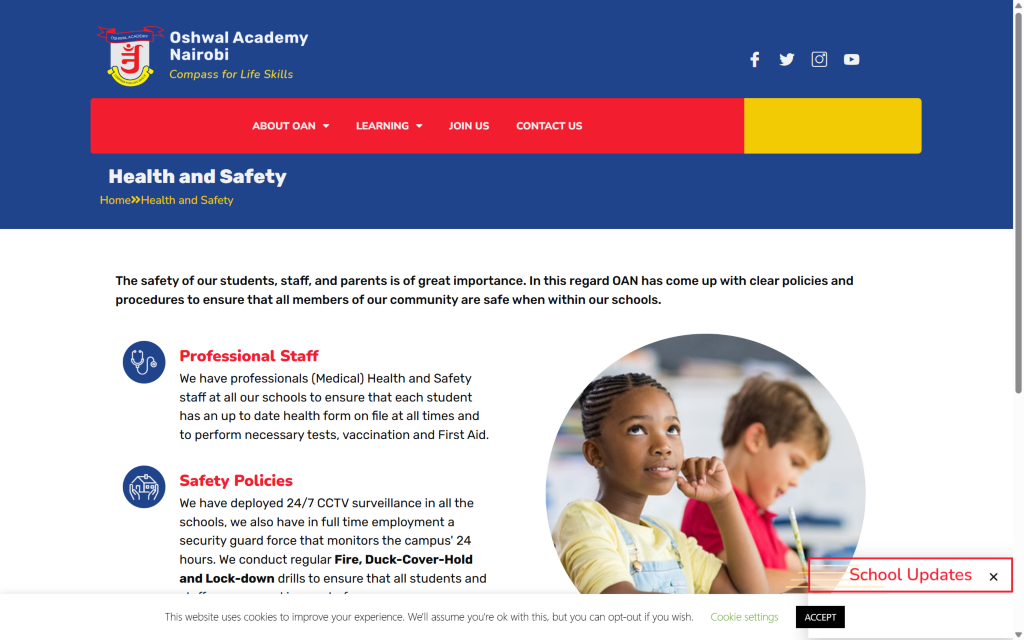 OSHWAL ACADEMY
Oshwal Academy
Nairobi
Compass for Life Skills
ABOUT OAN
LEARNING
JOIN US
CONTACT US
Health and Safety
Home»Health and Safety
The safety of our students, staff, and parents is of great importance. In this regard OAN has come up with clear policies and
procedures to ensure that all members of our community are safe when within our schools.
Professional Staff
We have professionals (Medical) Health and Safety
staff at all our schools to ensure that each student
has an up to date health form on file at all times and
to perform necessary tests, vaccination and First Aid.
Safety Policies
We have deployed 24/7 CCTV surveillance in all the
schools, we also have in full time employment a
security guard force that monitors the campus' 24
hours. We conduct regular Fire, Duck-Cover-Hold
and Lock-down drills to ensure that all students and
School Updates
×
This website uses cookies to improve your experience. We'll assume you're ok with this, but you can opt-out if you wish.
Cookie settings
ACCEPT